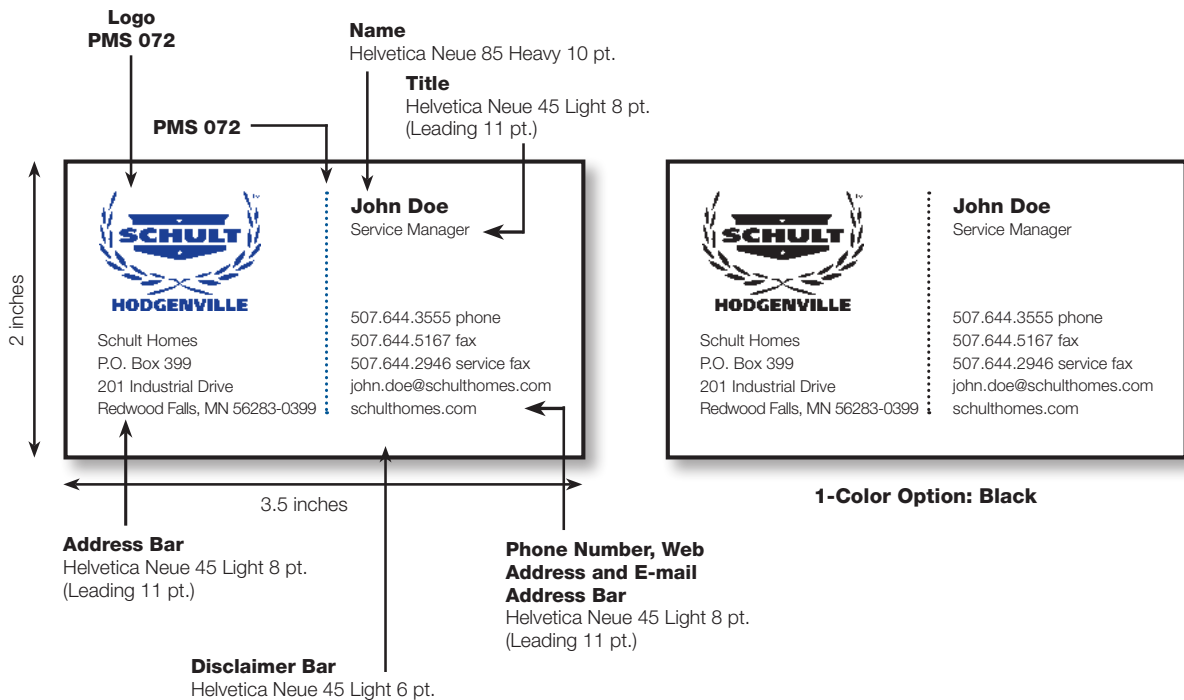 Logo
PMS 072
Name
Helvetica Neue 85 Heavy 10 pt.
Title
Helvetica Neue 45 Light 8 pt.
(Leading 11 pt.)
PMS 072
2 inches
SCHULT
HODGENVILLE
Schult Homes
P.O. Box 399
201 Industrial Drive
Redwood Falls, MN 56283-0399
John Doe
Service Manager
507.644.3555 phone
507.644.5167 fax
507.644.2946 service fax
john.doe@schulthomes.com
schulthomes.com
3.5 inches
SCHULT
HODGENVILLE
Schult Homes
P.O. Box 399
201 Industrial Drive
Redwood Falls, MN 56283-0399
John Doe
Service Manager
507.644.3555 phone
507.644.5167 fax
507.644.2946 service fax
john.doe@schulthomes.com
schulthomes.com
1-Color Option: Black
Address Bar
Helvetica Neue 45 Light 8 pt.
(Leading 11 pt.)
Phone Number, Web
Address and E-mail
Address Bar
Helvetica Neue 45 Light 8 pt.
(Leading 11 pt.)
Disclaimer Bar
Helvetica Neue 45 Light 6 pt.